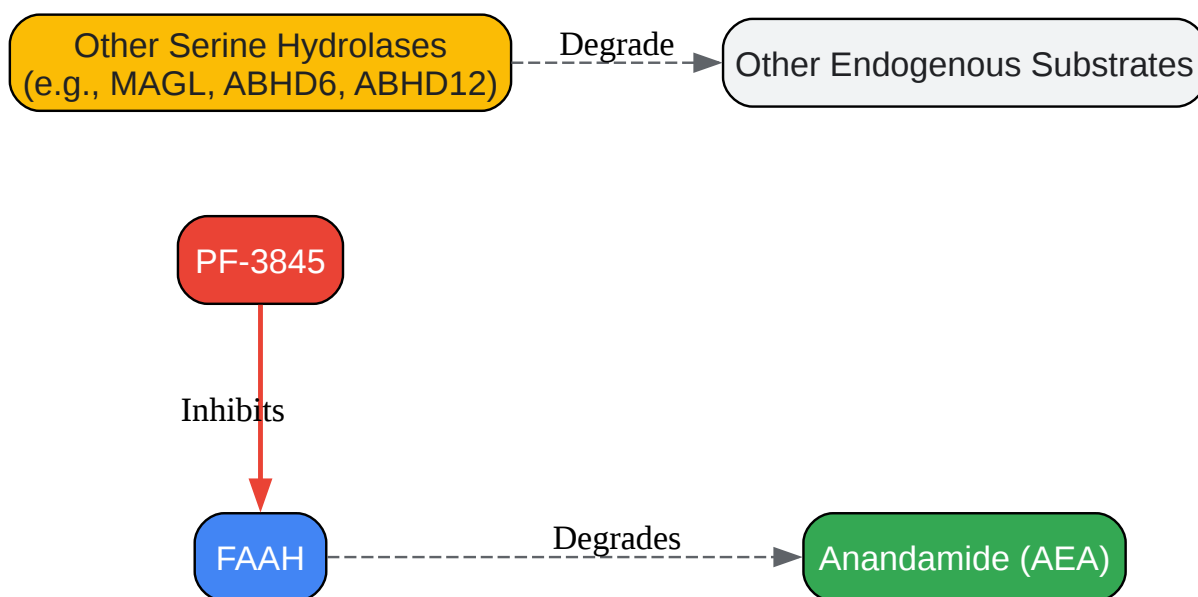 Other Serine Hydrolases
(e.g., MAGL, ABHD6, ABHD12)
Degrade
Other Endogenous Substrates
PF-3845
Inhibits
FAAH
Degrades
Anandamide (AEA)